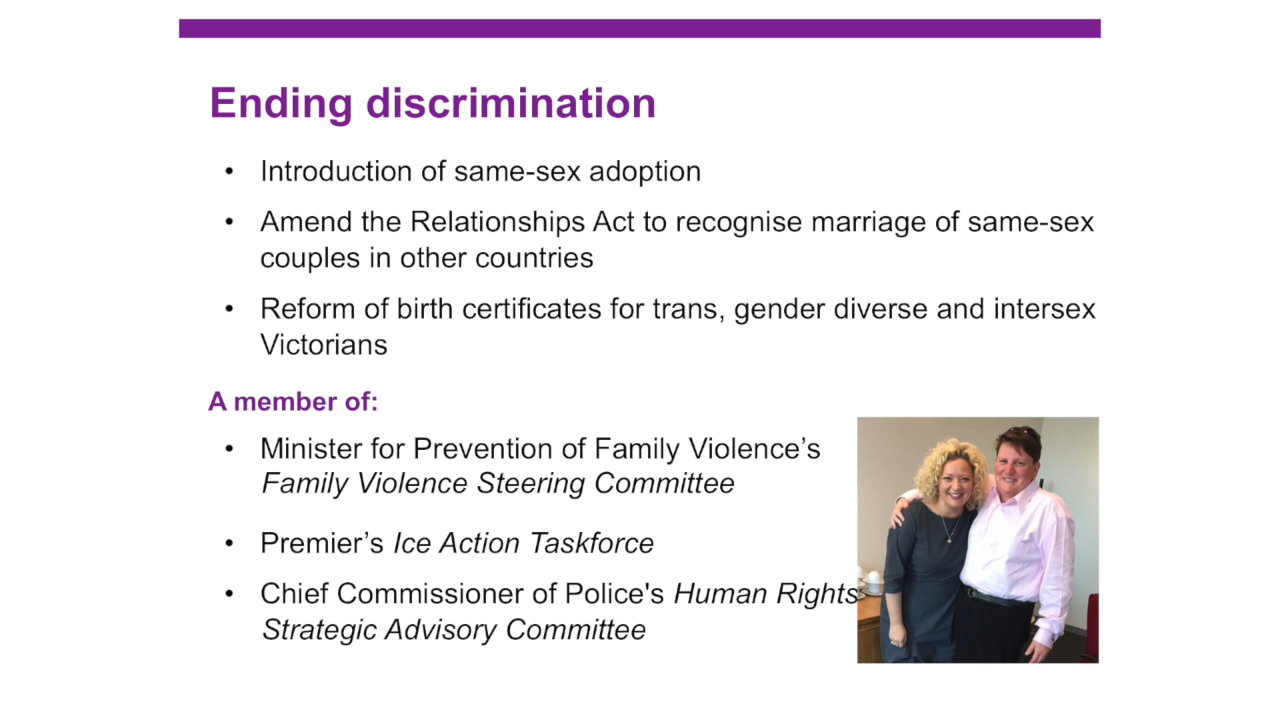 Ending discrimination
• Introduction of same-sex adoption
• Amend the Relationships Act to recognise marriage of same-sex
couples in other countries
• Reform of birth certificates for trans, gender diverse and intersex
Victorians
A member of:
• Minister for Prevention of Family Violence’s
Family Violence Steering Committee
• Premier’s Ice Action Taskforce
• Chief Commissioner of Police's Human Rights
Strategic Advisory Committee